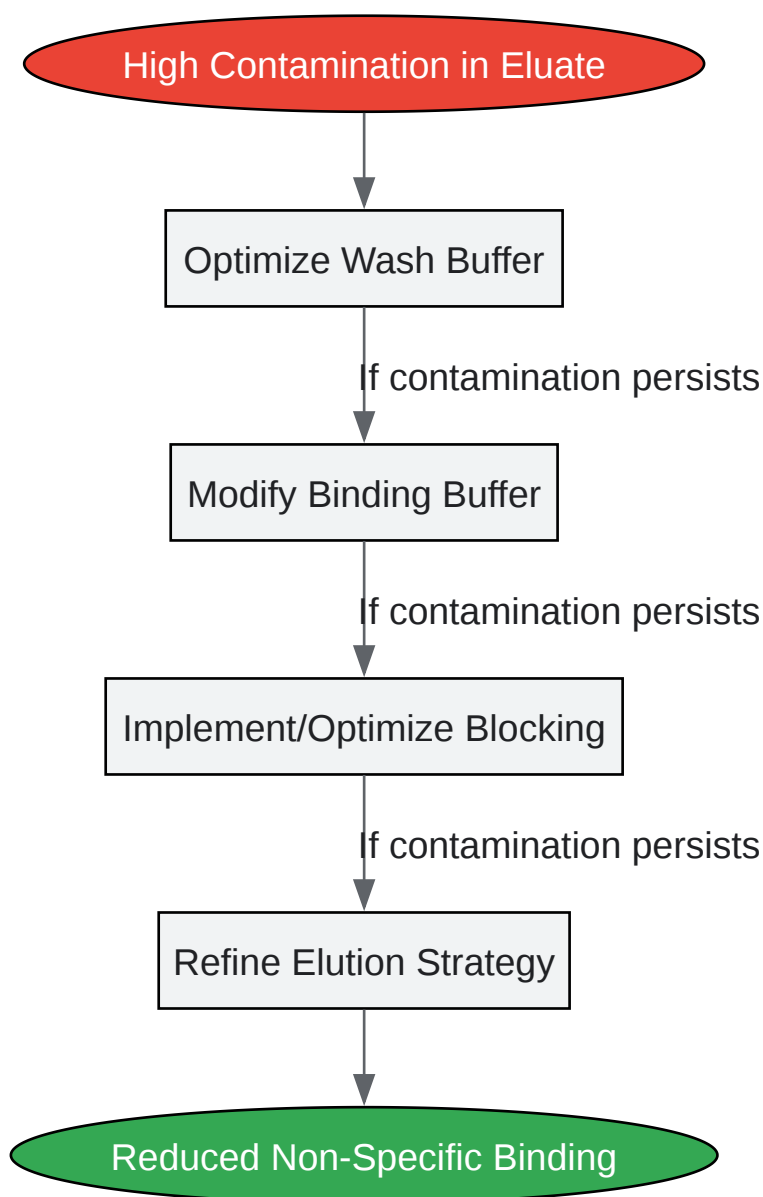 High Contamination in Eluate
Optimize Wash Buffer
If contamination persists
Modify Binding Buffer
If contamination persists
Implement/Optimize Blocking
If contamination persists
Refine Elution Strategy
Reduced Non-Specific Binding